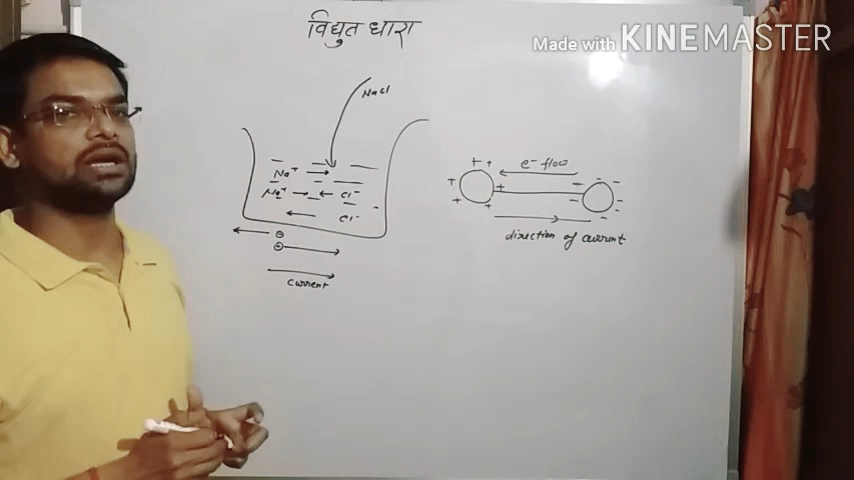 विद्युत धारा
Made with KINEMASTER
NaCl
Na⁺ →
Na⁺ → ← Cl⁻
← Cl⁻
current
e⁻ flow
direction of current